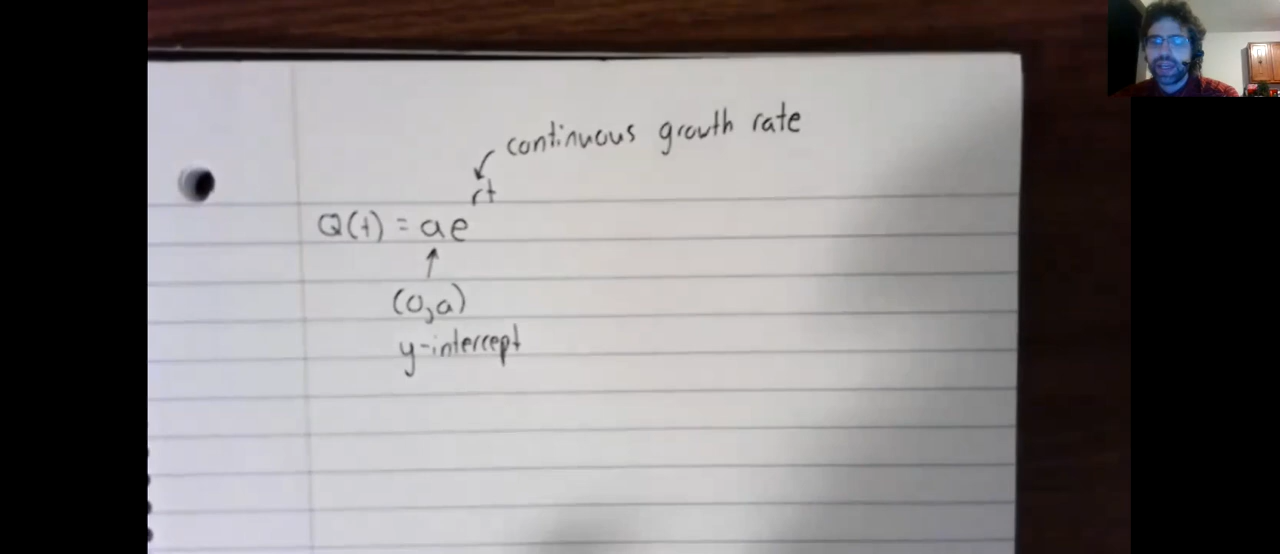 continuous growth rate
Q(t) = ae^rt
(0,a)
y-intercept